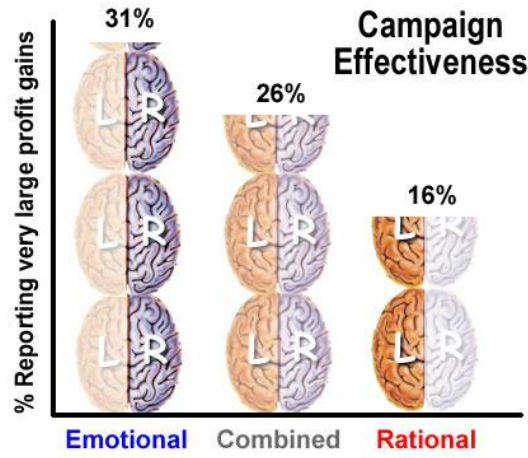 31%
Campaign
Effectiveness
26%
16%
% Reporting very large profit gains
L R
L R
L R
L R
L R
L R
L R
L R
Emotional Combined Rational